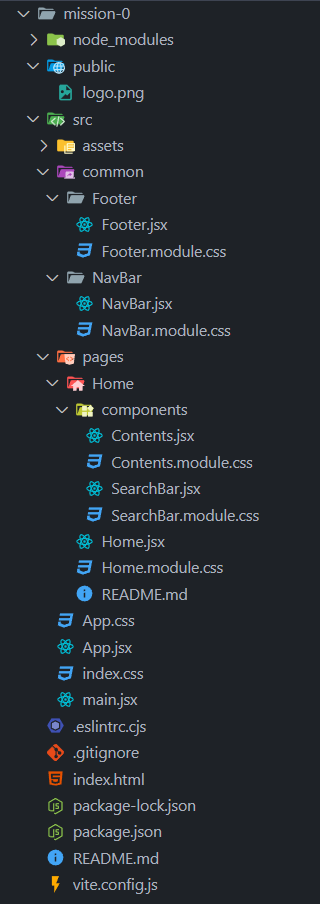 mission-0
node_modules
public
logo.png
src
assets
common
Footer
Footer.jsx
Footer.module.css
NavBar
NavBar.jsx
NavBar.module.css
pages
Home
components
Contents.jsx
Contents.module.css
SearchBar.jsx
SearchBar.module.css
Home.jsx
Home.module.css
README.md
App.css
App.jsx
index.css
main.jsx
.eslintrc.cjs
.gitignore
index.html
package-lock.json
package.json
README.md
vite.config.js